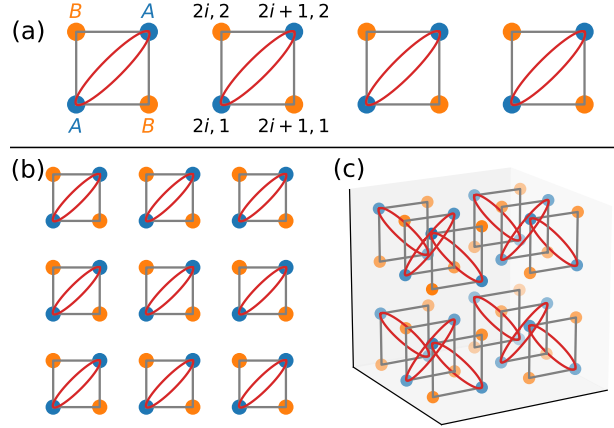 (a)
B A 2i, 2 2i + 1, 2
A B 2i, 1 2i + 1, 1
(b) (c)